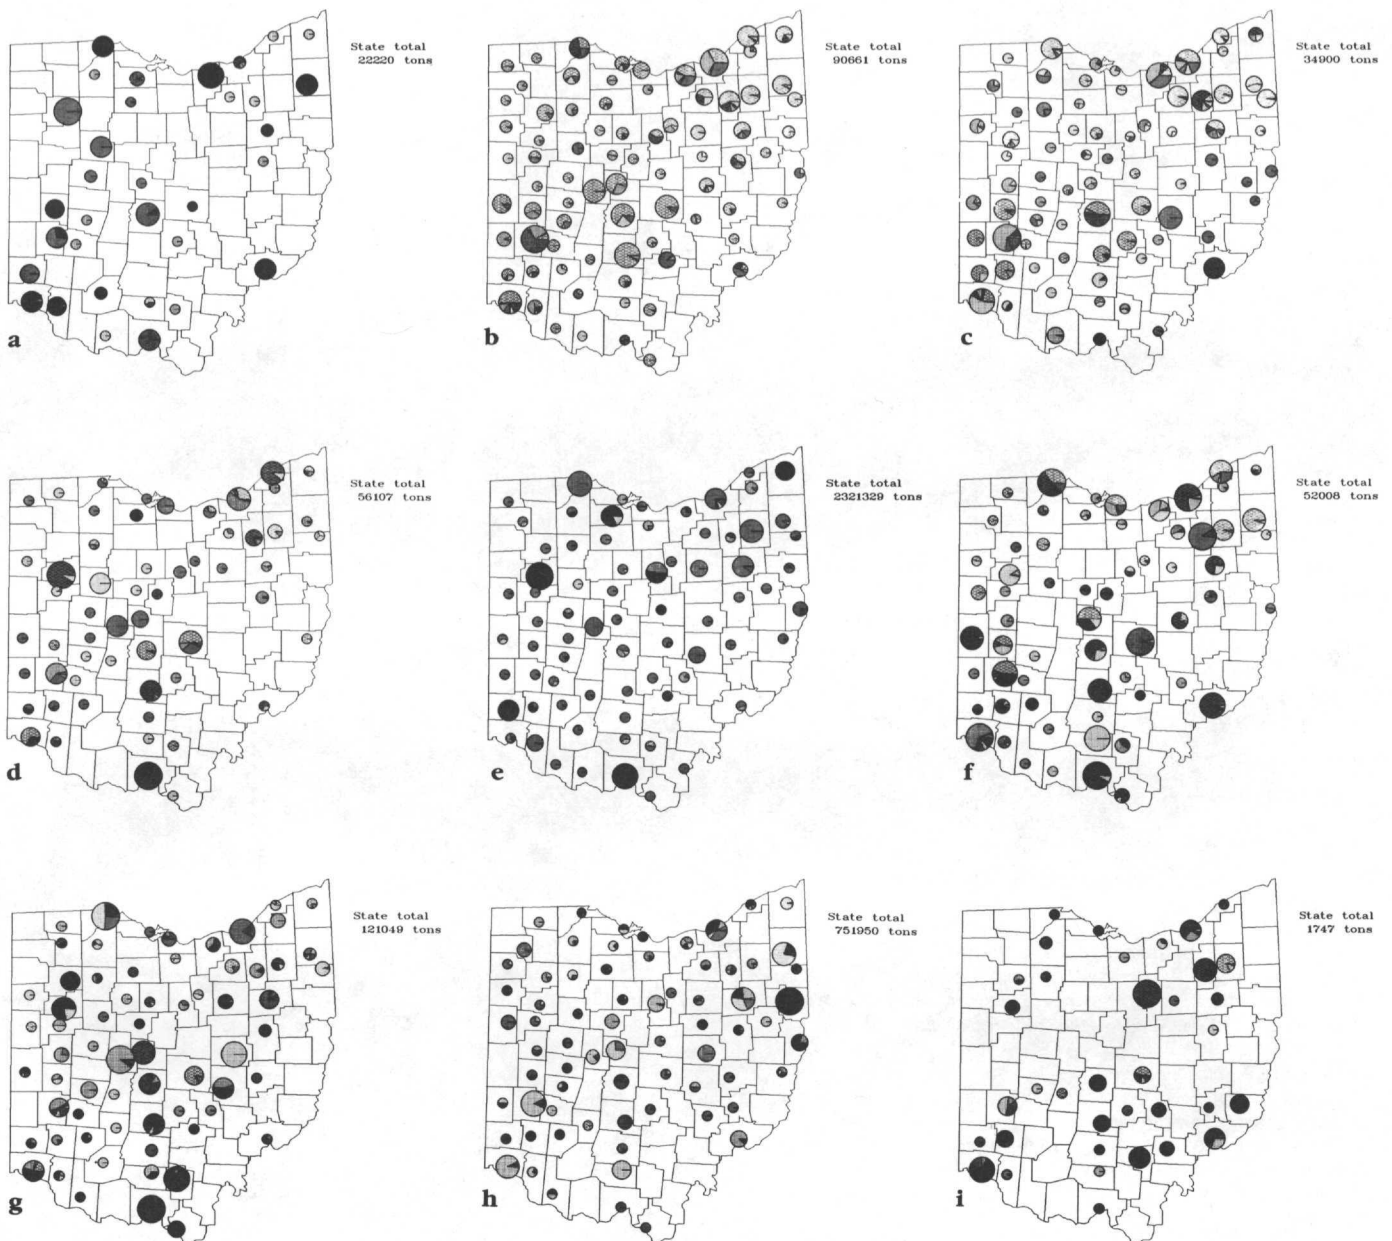 State total
22220 tons
State total
90661 tons
State total
34900 tons
a
b
c
State total
56107 tons
State total
2321329 tons
State total
52008 tons
d
e
f
State total
121049 tons
State total
751950 tons
State total
1747 tons
g
h
i